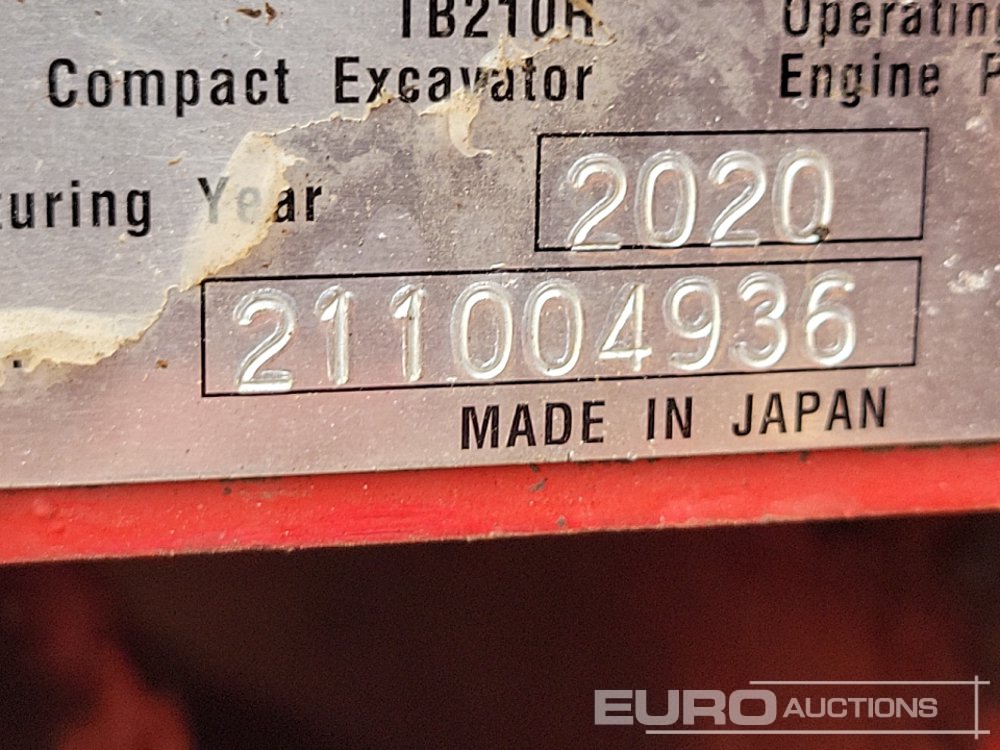 TB210R Operating
Compact Excavator Engine P
turing Year 2020
211004936
MADE IN JAPAN
EURO AUCTIONS